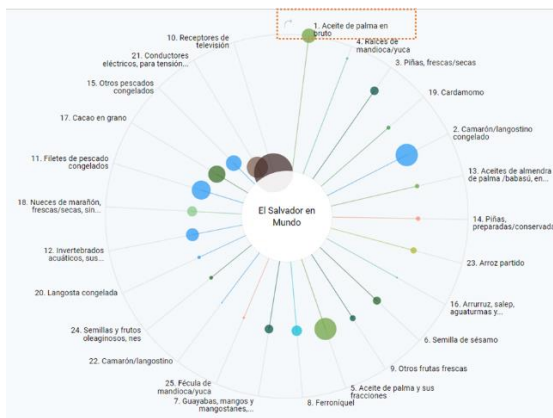 1. Aceite de palma en
bruto
4. Raíces de
mandioca/yuca
3. Piñas, frescas/secas
19. Cardamomo
2. Camarón/langostino
congelado
13. Aceites de almendra
de palma /babasú, en...
14. Piñas,
preparadas/conservada
23. Arroz partido
16. Arrurruz, salep,
aguaturmas y...
6. Semilla de sésamo
9. Otros frutas frescas
5. Aceite de palma y sus
fracciones
8. Ferroníquel
7. Guayabas, mangos y
mangostanes,...
25. Fécula de
mandioca/yuca
22. Camarón/langostino
24. Semillas y frutos
oleaginosos, nes
20. Langosta congelada
12. Invertebrados
acuáticos, sus...
18. Nueces de marañón,
frescas/secas, sin...
11. Filetes de pescado
congelados
17. Cacao en grano
15. Otros pescados
congelados
21. Conductores
eléctricos, para tensión...
10. Receptores de
televisión
El Salvador en
Mundo